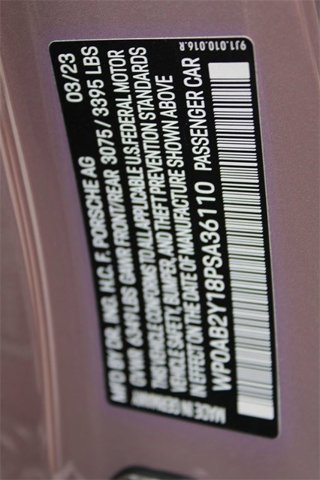 MFD BY DR. ING. H.C. F. PORSCHE AG 03/23
GVWR 6349 LBS GAWR FRONT/REAR 3075/3395 LBS
THIS VEHICLE CONFORMS TO ALL APPLICABLE U.S. FEDERAL MOTOR
VEHICLE SAFETY, BUMPER, AND THEFT PREVENTION STANDARDS
IN EFFECT ON THE DATE OF MANUFACTURE SHOWN ABOVE
WP0AB2Y18PSA36110 PASSENGER CAR
MADE IN GERMANY
9J1.010.016.R